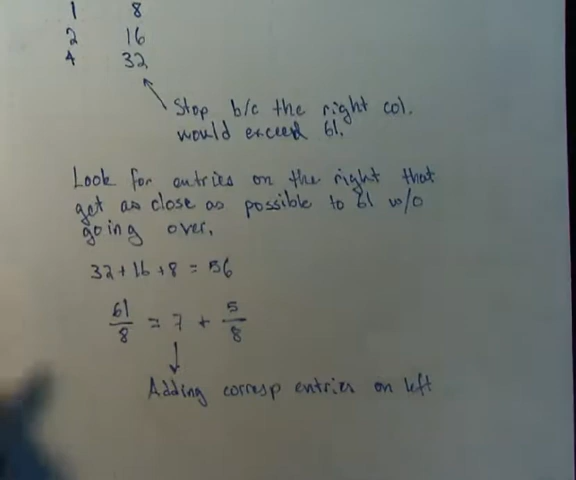 1 8
2 16
4 32
Stop b/c the right col.
would exceed 61.
Look for entries on the right that
get as close as possible to 61 w/o
going over.
32+16+8 = 56
61/8 = 7 + 5/8
Adding corresp entries on left